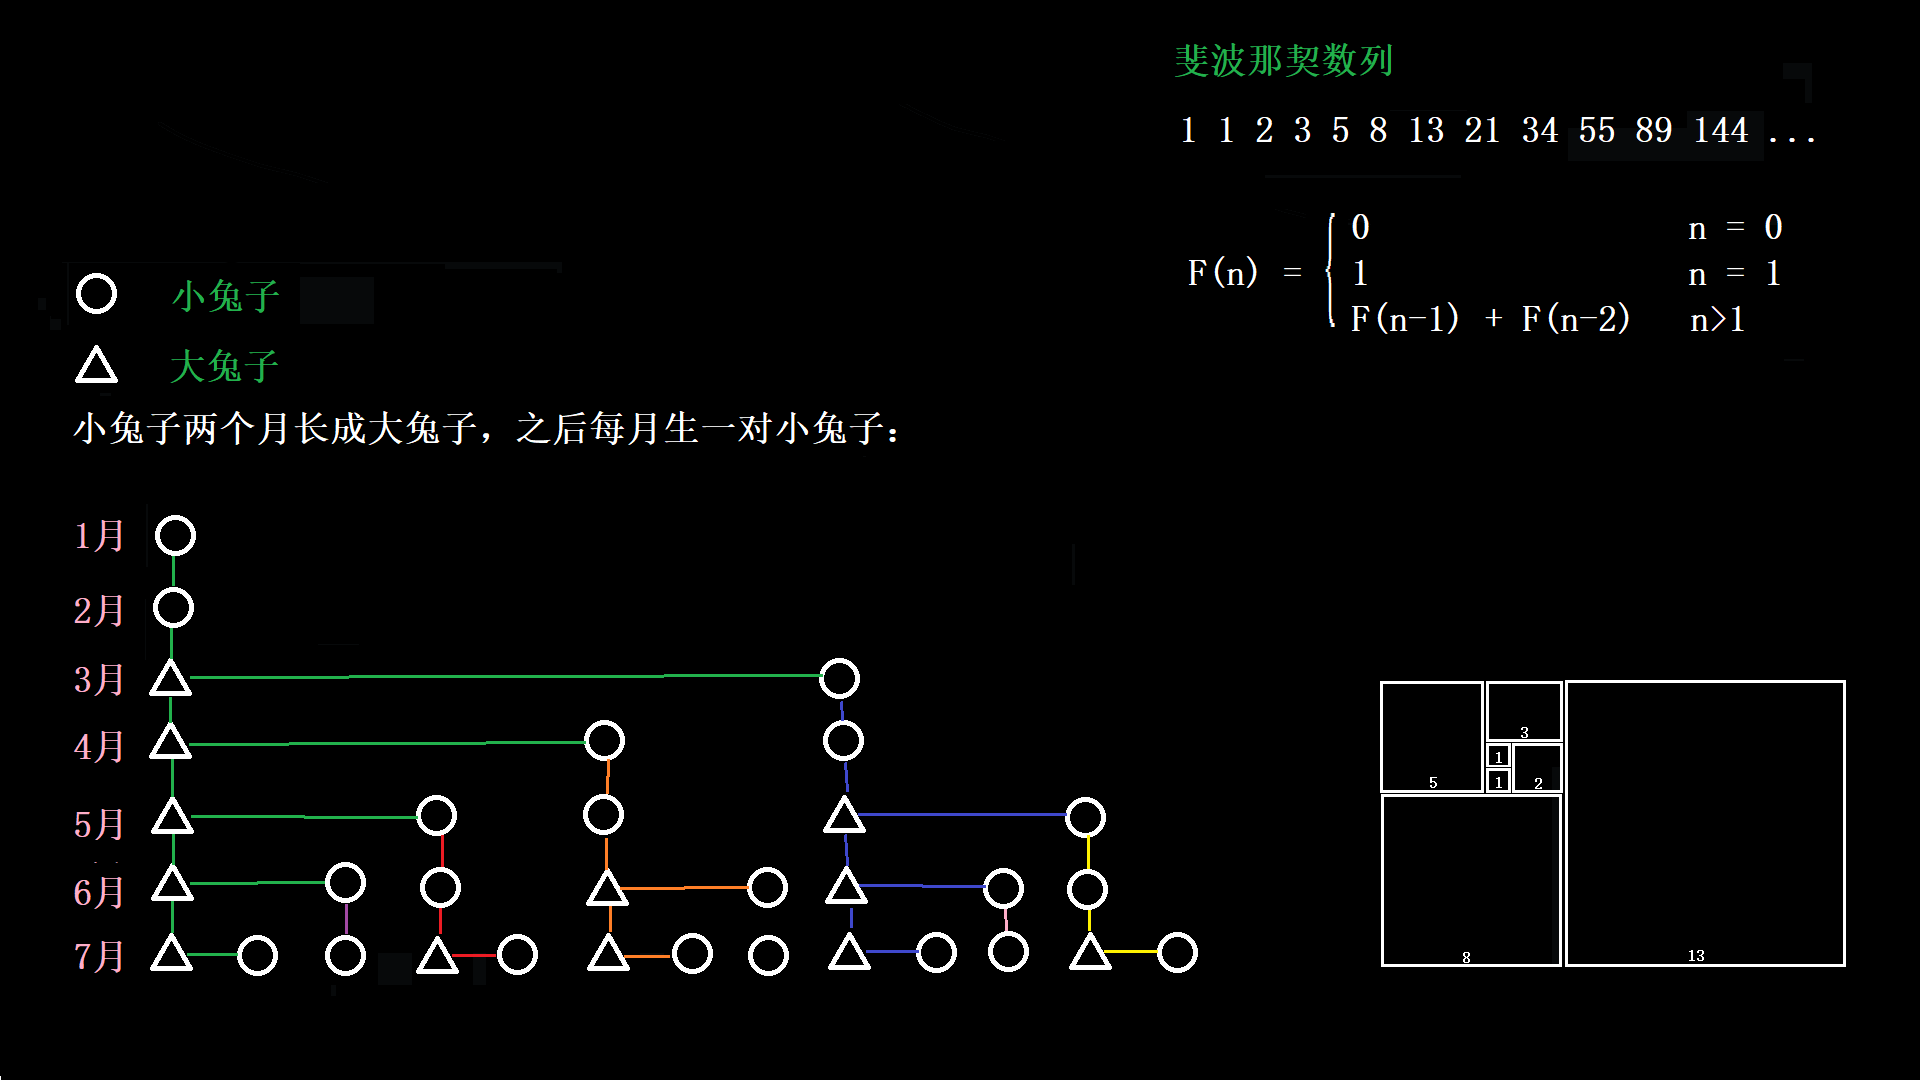 斐波那契数列
1 1 2 3 5 8 13 21 34 55 89 144 ...
F(n) =
0 n = 0
1 n = 1
F(n-1) + F(n-2) n>1
小兔子
大兔子
小兔子两个月长成大兔子，之后每月生一对小兔子：
1月
2月
3月
4月
5月
6月
7月
3
1
5
1
2
8
13